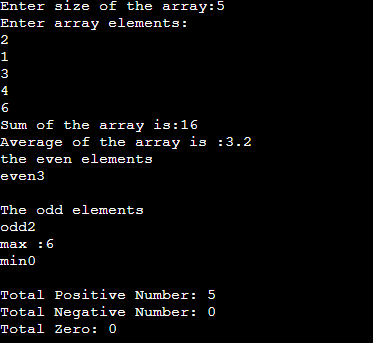 Enter size of the array:5
Enter array elements:
2
1
3
4
6
Sum of the array is:16
Average of the array is :3.2
the even elements
even3
The odd elements
odd2
max :6
min0
Total Positive Number: 5
Total Negative Number: 0
Total Zero: 0